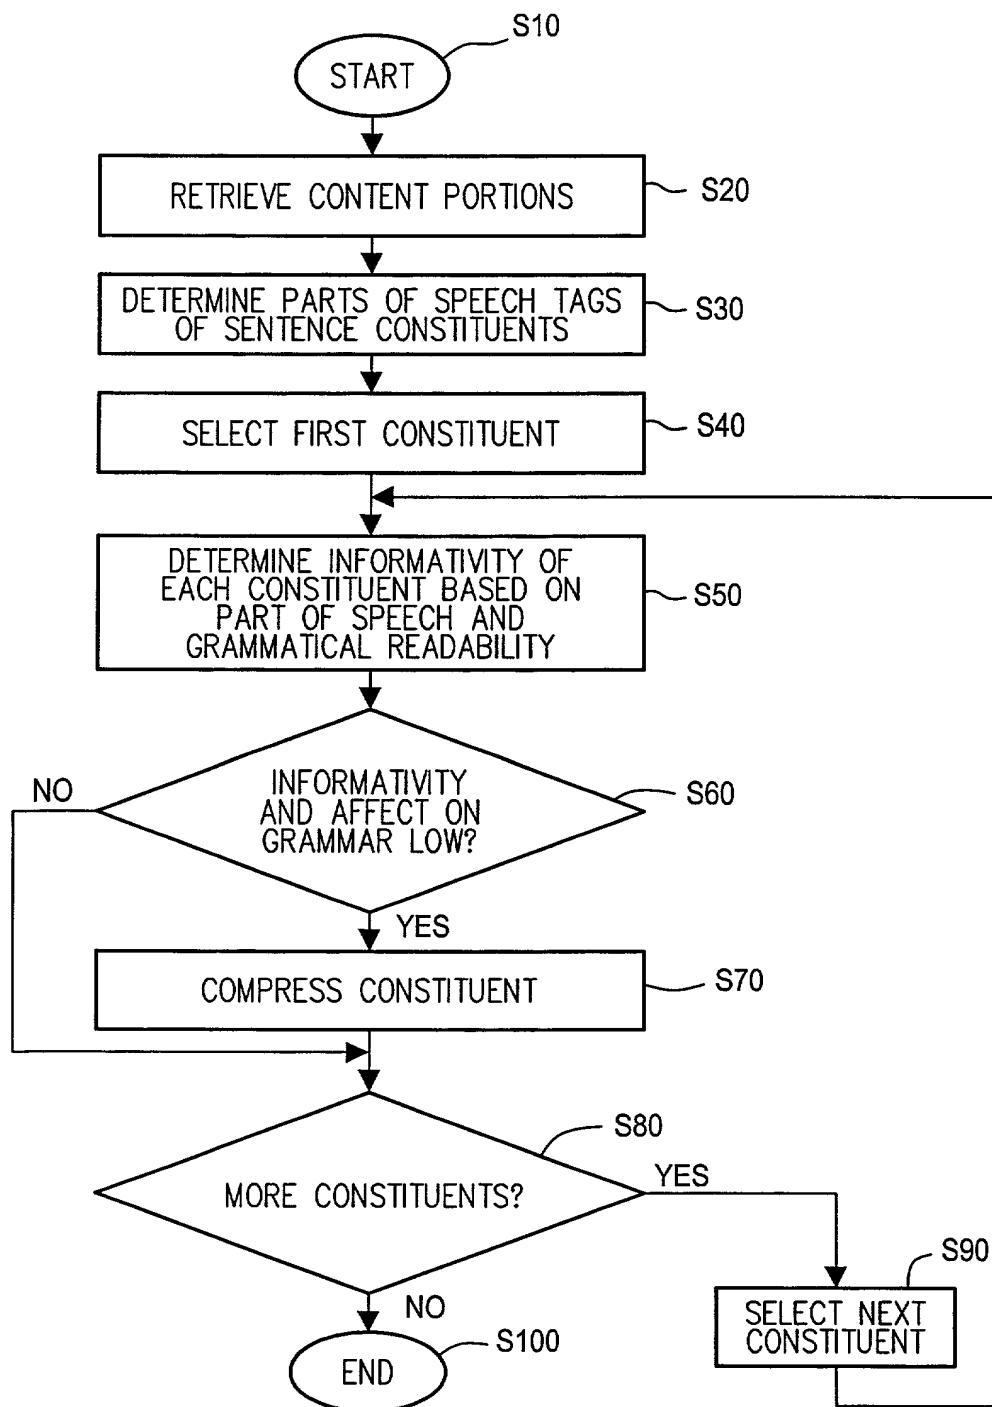 S10
START
RETRIEVE CONTENT PORTIONS
S20
DETERMINE PARTS OF SPEECH TAGS
OF SENTENCE CONSTITUENTS
S30
SELECT FIRST CONSTITUENT
S40
DETERMINE INFORMATIVITY OF
EACH CONSTITUENT BASED ON
PART OF SPEECH AND
GRAMMATICAL READABILITY
S50
NO
INFORMATIVITY
AND AFFECT ON
GRAMMAR LOW?
S60
YES
COMPRESS CONSTITUENT
S70
S80
MORE CONSTITUENTS?
YES
S90
SELECT NEXT
CONSTITUENT
NO
S100
END